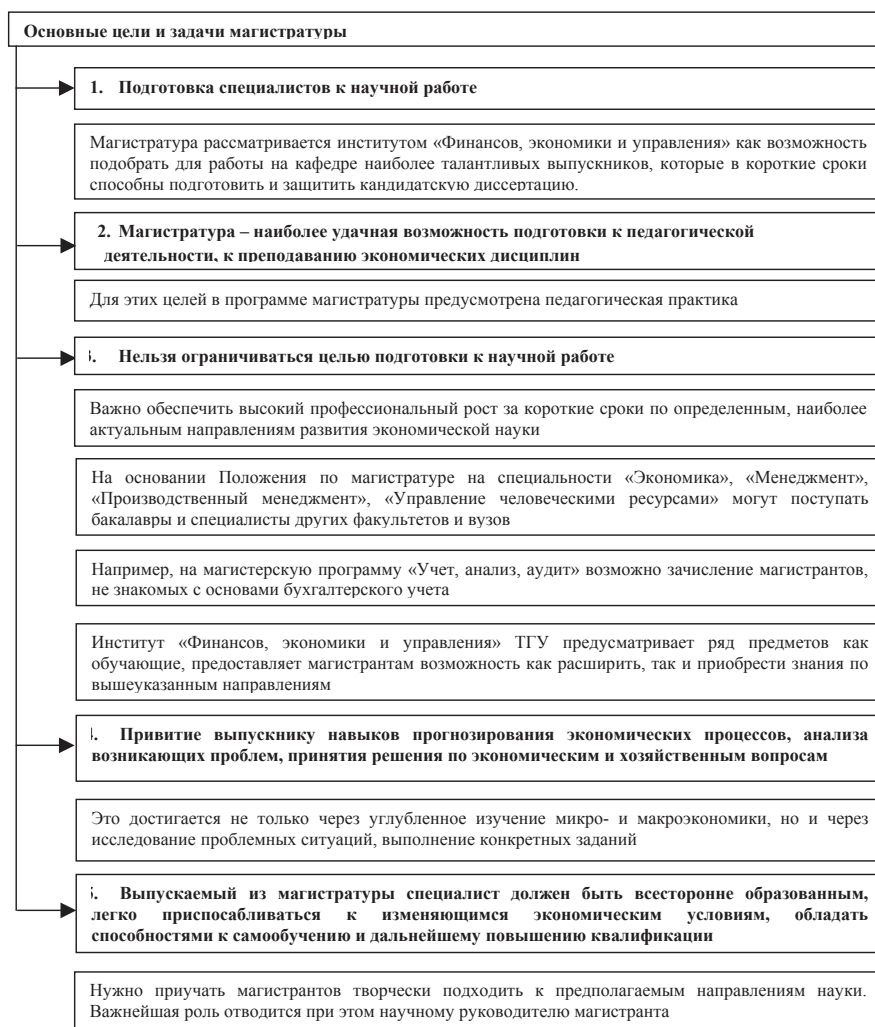 Основные цели и задачи магистратуры
1. Подготовка специалистов к научной работе
Магистратура рассматривается институтом «Финансов, экономики и управления» как возможность
подобрать для работы на кафедре наиболее талантливых выпускников, которые в короткие сроки
способны подготовить и защитить кандидатскую диссертацию.
2. Магистратура – наиболее удачная возможность подготовки к педагогической
деятельности, к преподаванию экономических дисциплин
Для этих целей в программе магистратуры предусмотрена педагогическая практика
3. Нельзя ограничиваться целью подготовки к научной работе
Важно обеспечить высокий профессиональный рост за короткие сроки по определенным, наиболее
актуальным направлениям развития экономической науки
На основании Положения по магистратуре на специальности «Экономика», «Менеджмент»,
«Производственный менеджмент», «Управление человеческими ресурсами» могут поступать
бакалавры и специалисты других факультетов и вузов
Например, на магистерскую программу «Учет, анализ, аудит» возможно зачисление магистрантов,
не знакомых с основами бухгалтерского учета
Институт «Финансов, экономики и управления» ТГУ предусматривает ряд предметов как
обучающие, предоставляет магистрантам возможность как расширить, так и приобрести знания по
вышеуказанным направлениям
4. Привитие выпускнику навыков прогнозирования экономических процессов, анализа
возникающих проблем, принятия решения по экономическим и хозяйственным вопросам
Это достигается не только через углубленное изучение микро- и макроэкономики, но и через
исследование проблемных ситуаций, выполнение конкретных заданий
5. Выпускаемый из магистратуры специалист должен быть всесторонне образованным,
легко приспосабливаться к изменяющимся экономическим условиям, обладать
способностями к самообучению и дальнейшему повышению квалификации
Нужно приучать магистрантов творчески подходить к предполагаемым направлениям науки.
Важнейшая роль отводится при этом научному руководителю магистранта